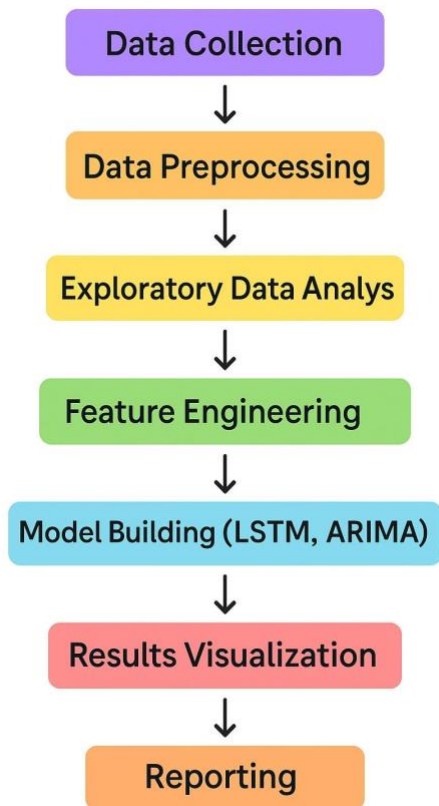 Data Collection
Data Preprocessing
Exploratory Data Analys
Feature Engineering
Model Building (LSTM, ARIMA)
Results Visualization
Reporting